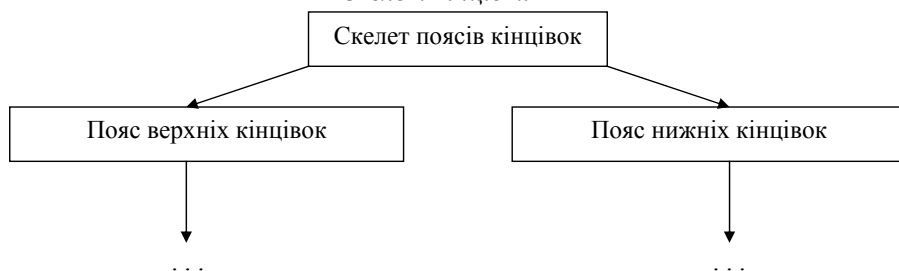 Скелет поясів кінцівок
Пояс верхніх кінцівок
Пояс нижніх кінцівок
. . .
. . .